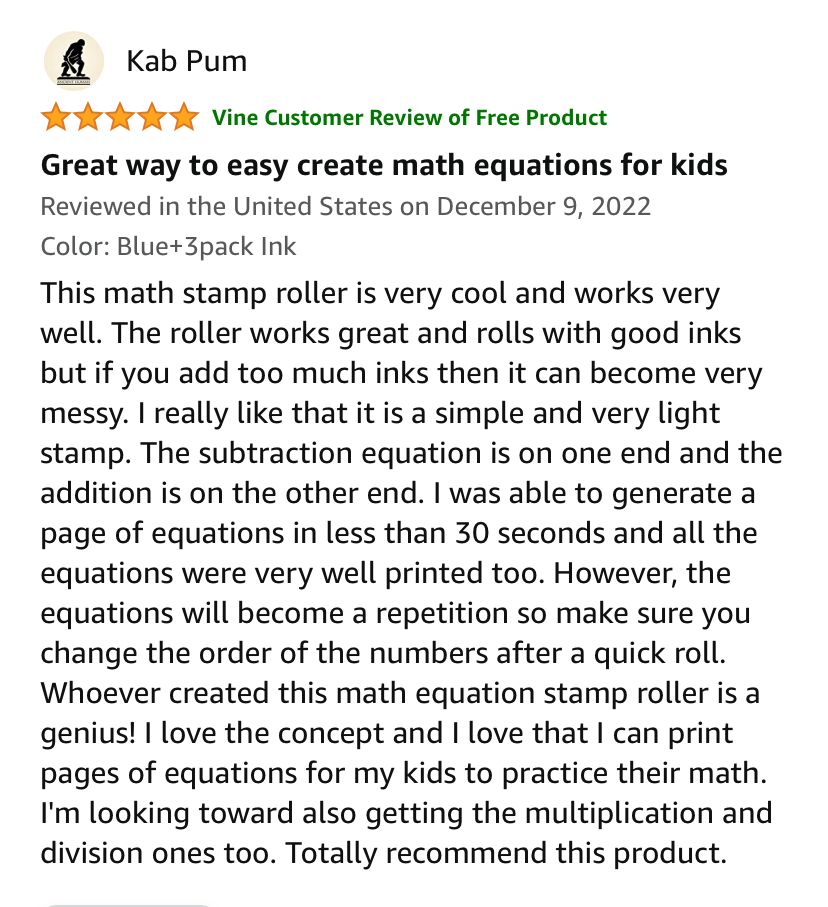 Kab Pum
Vine Customer Review of Free Product
Great way to easy create math equations for kids
Reviewed in the United States on December 9, 2022
Color: Blue+3pack Ink
This math stamp roller is very cool and works very
well. The roller works great and rolls with good inks
but if you add too much inks then it can become very
messy. I really like that it is a simple and very light
stamp. The subtraction equation is on one end and the
addition is on the other end. I was able to generate a
page of equations in less than 30 seconds and all the
equations were very well printed too. However, the
equations will become a repetition so make sure you
change the order of the numbers after a quick roll.
Whoever created this math equation stamp roller is a
genius! I love the concept and I love that I can print
pages of equations for my kids to practice their math.
I'm looking toward also getting the multiplication and
division ones too. Totally recommend this product.